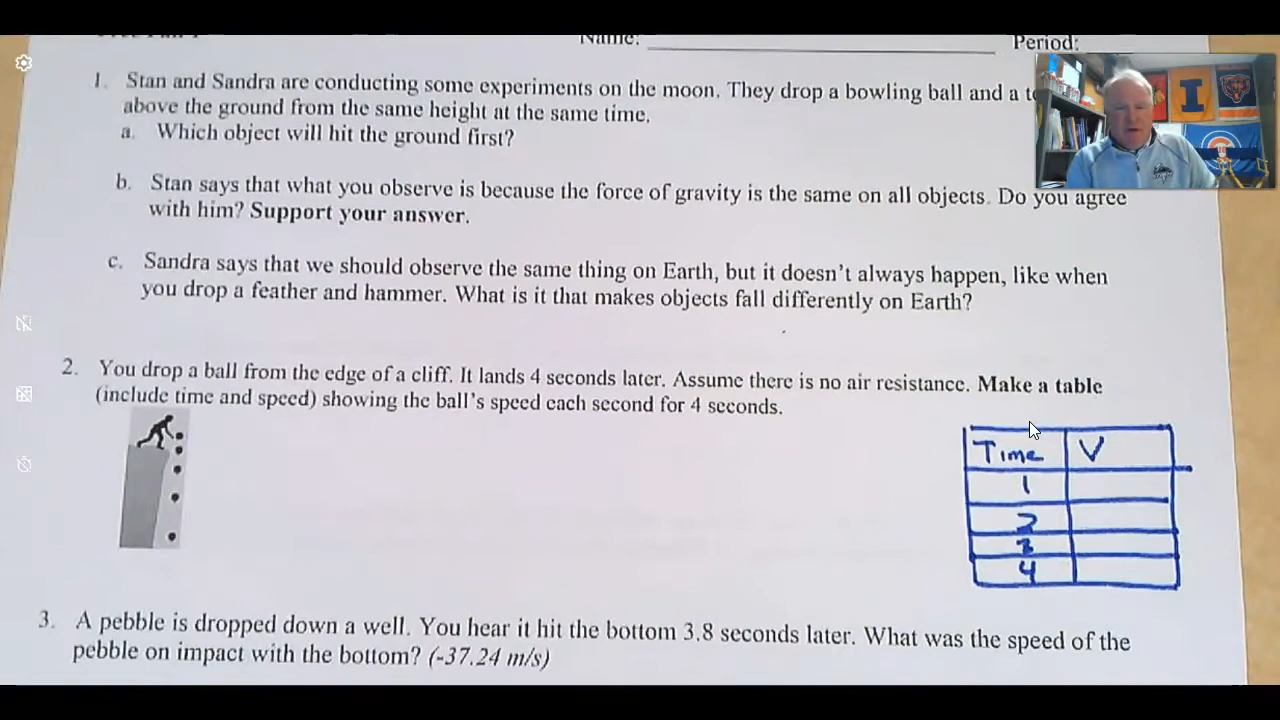 Name: Period:
1. Stan and Sandra are conducting some experiments on the moon. They drop a bowling ball and a
above the ground from the same height at the same time.
a. Which object will hit the ground first?
b. Stan says that what you observe is because the force of gravity is the same on all objects. Do you agree
with him? Support your answer.
c. Sandra says that we should observe the same thing on Earth, but it doesn't always happen, like when
you drop a feather and hammer. What is it that makes objects fall differently on Earth?
2. You drop a ball from the edge of a cliff. It lands 4 seconds later. Assume there is no air resistance. Make a table
(include time and speed) showing the ball's speed each second for 4 seconds.
Time V
1
2
3
4
3. A pebble is dropped down a well. You hear it hit the bottom 3.8 seconds later. What was the speed of the
pebble on impact with the bottom? (-37.24 m/s)
I